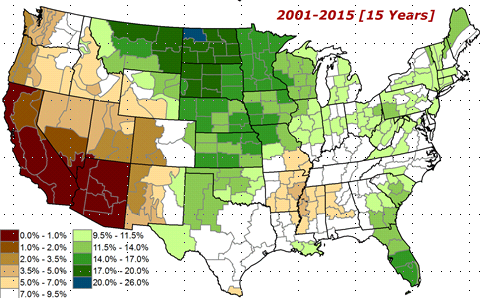 2001-2015 [15 Years]
0.0% - 1.0% 9.5% - 11.5%
1.0% - 2.0% 11.5% - 14.0%
2.0% - 3.5% 14.0% - 17.0%
3.5% - 5.0% 17.0% - 20.0%
5.0% - 7.0% 20.0% - 26.0%
7.0% - 9.5%